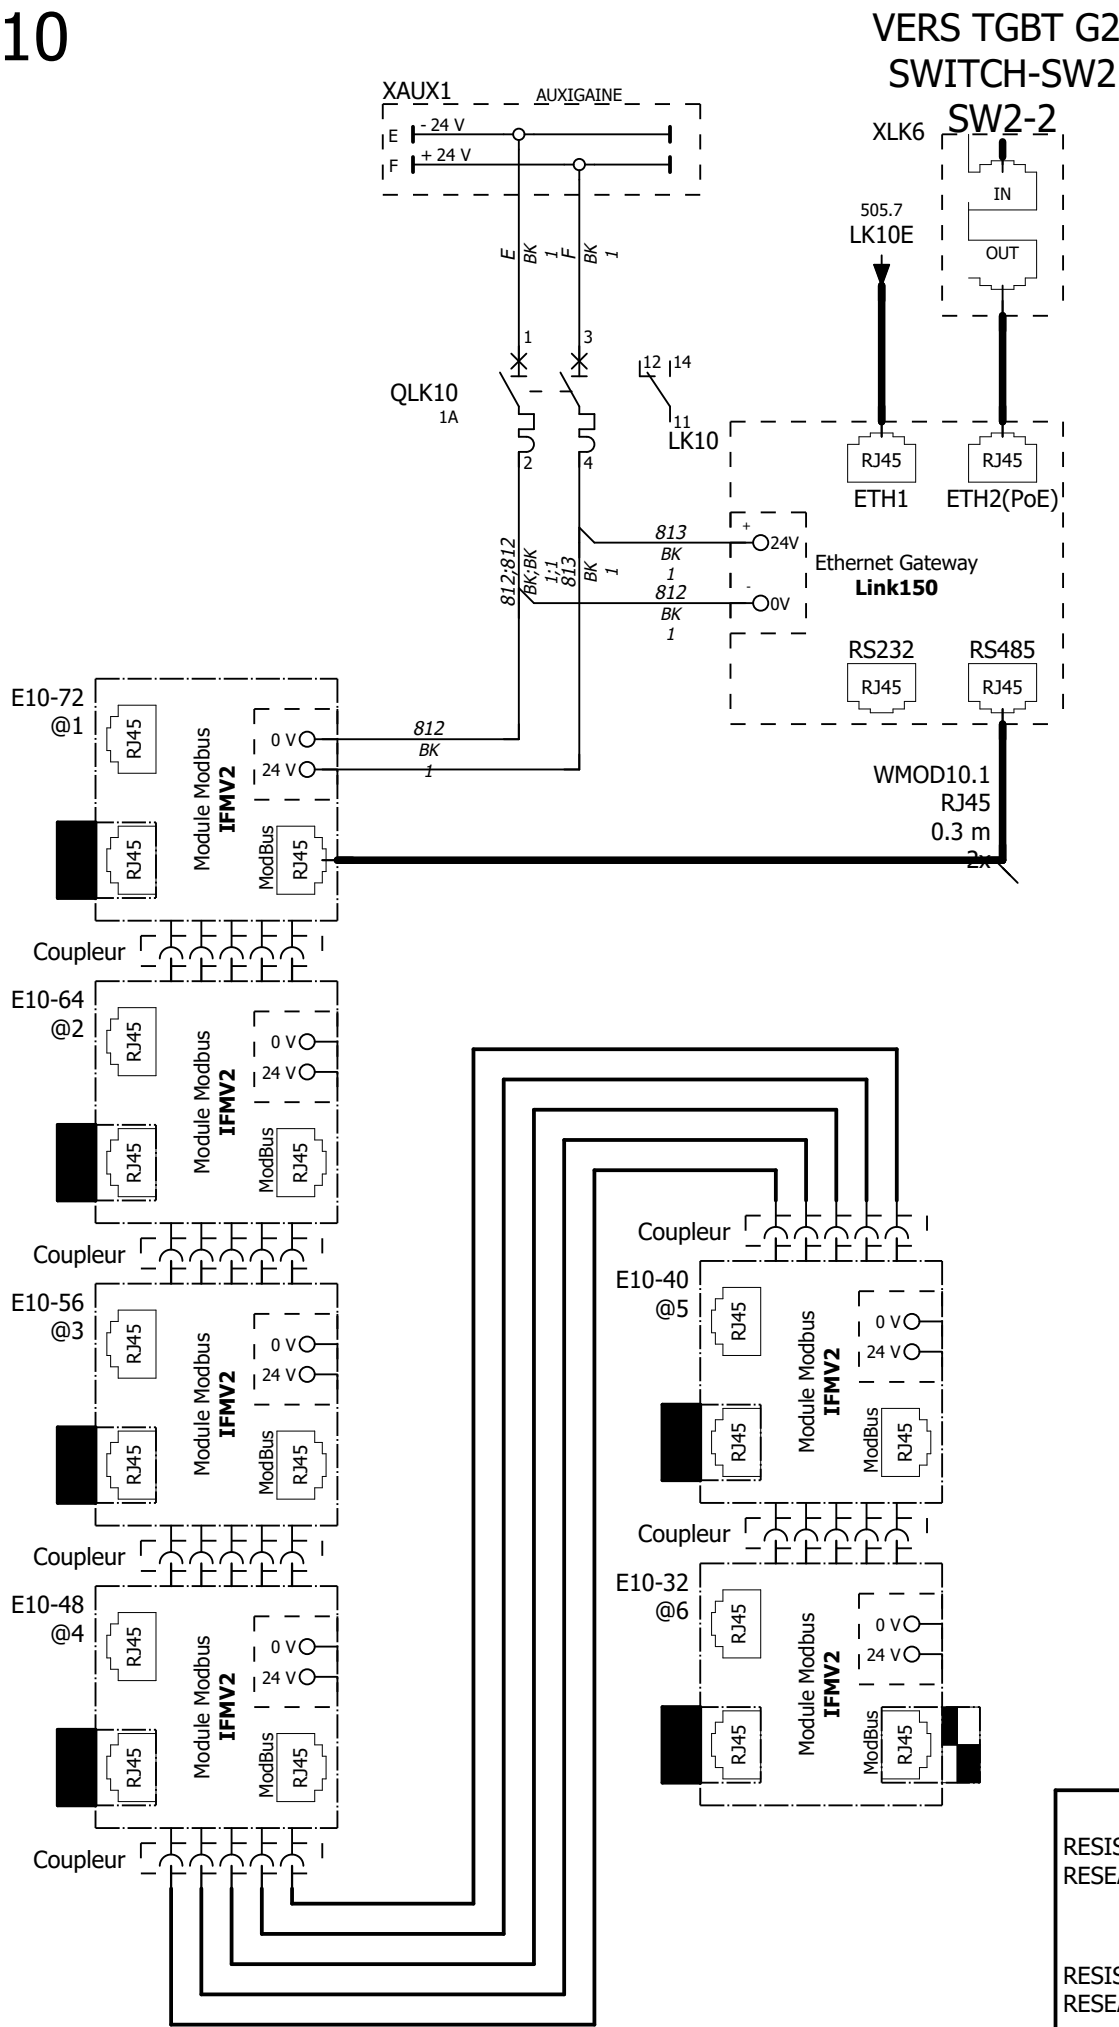 10
VERS TGBT G2
SWITCH-SW2
SW2-2
XAUX1
AUXIGAINE
E
- 24 V
F
+ 24 V
XLK6
IN
OUT
505.7
LK10E
E
BK
1
F
BK
1
1
3
QLK10
1A
2
4
12
14
11
LK10
RJ45
RJ45
ETH1
ETH2(PoE)
812;812
BK;BK
1;1
813
BK
1
813
BK
1
812
BK
1
+
24V
-
0V
Ethernet Gateway
Link150
RS232
RS485
RJ45
RJ45
WMOD10.1
RJ45
0.3 m
2x
E10-72
@1
RJ45
Module Modbus
IFMV2
0 V
24 V
812
BK
1
RJ45
ModBus
RJ45
Coupleur
E10-64
@2
RJ45
Module Modbus
IFMV2
0 V
24 V
RJ45
ModBus
RJ45
Coupleur
E10-56
@3
RJ45
Module Modbus
IFMV2
0 V
24 V
RJ45
ModBus
RJ45
Coupleur
E10-48
@4
RJ45
Module Modbus
IFMV2
0 V
24 V
RJ45
ModBus
RJ45
Coupleur
Coupleur
E10-40
@5
RJ45
Module Modbus
IFMV2
0 V
24 V
RJ45
ModBus
RJ45
Coupleur
E10-32
@6
RJ45
Module Modbus
IFMV2
0 V
24 V
RJ45
ModBus
RJ45